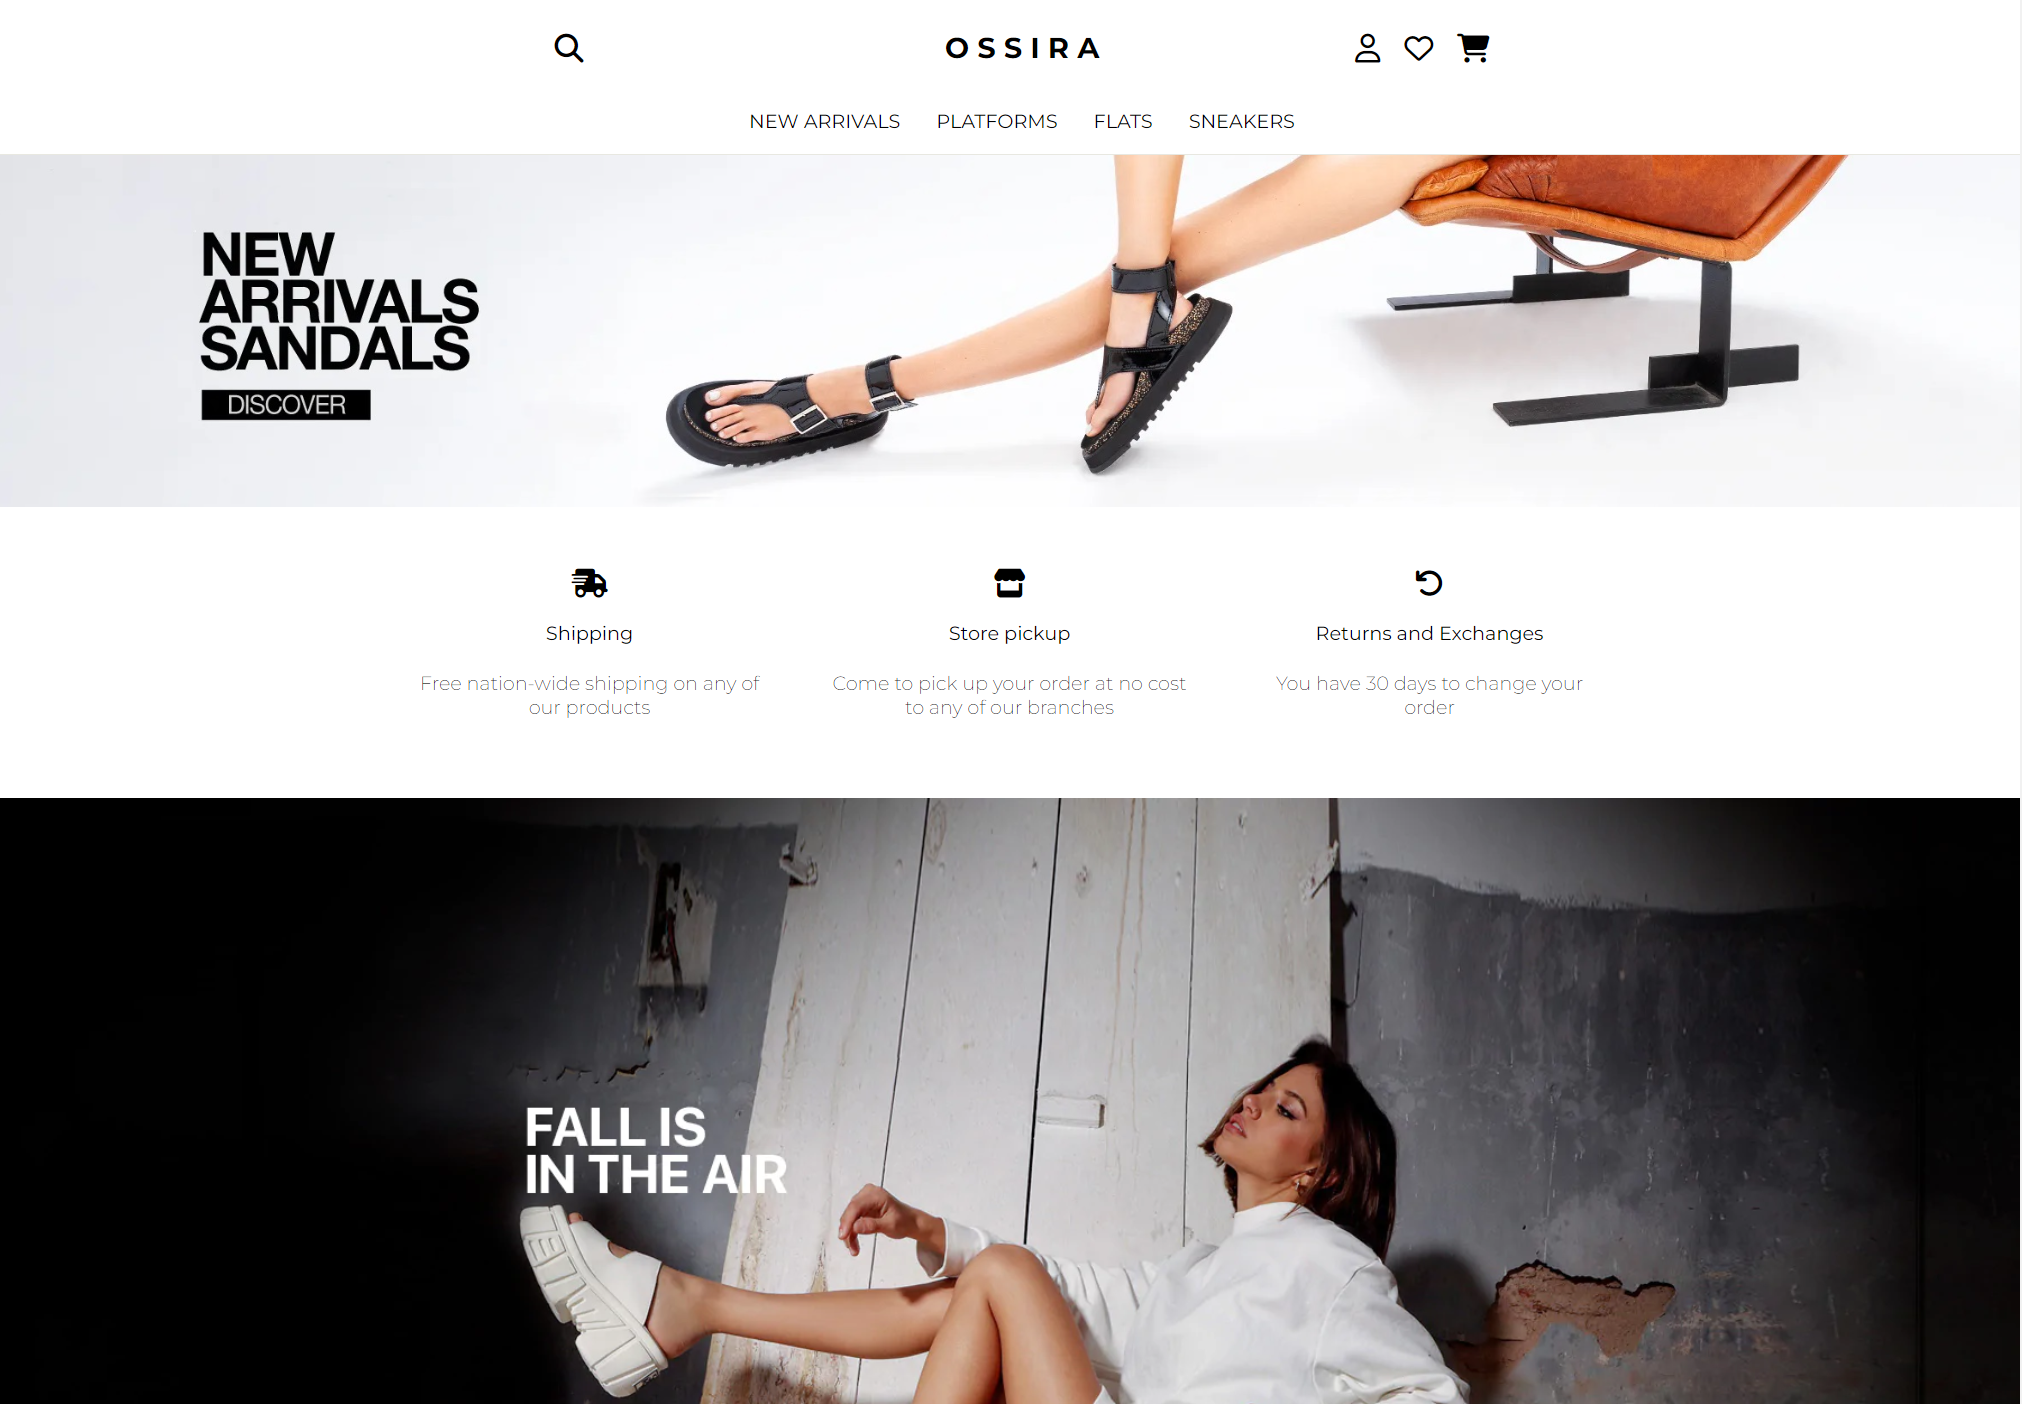 OSSIRA
NEW ARRIVALS PLATFORMS FLATS SNEAKERS
NEW
ARRIVALS
SANDALS
DISCOVER
Shipping
Free nation-wide shipping on any of
our products
Store pickup
Come to pick up your order at no cost
to any of our branches
Returns and Exchanges
You have 30 days to change your
order
FALL IS
IN THE AIR